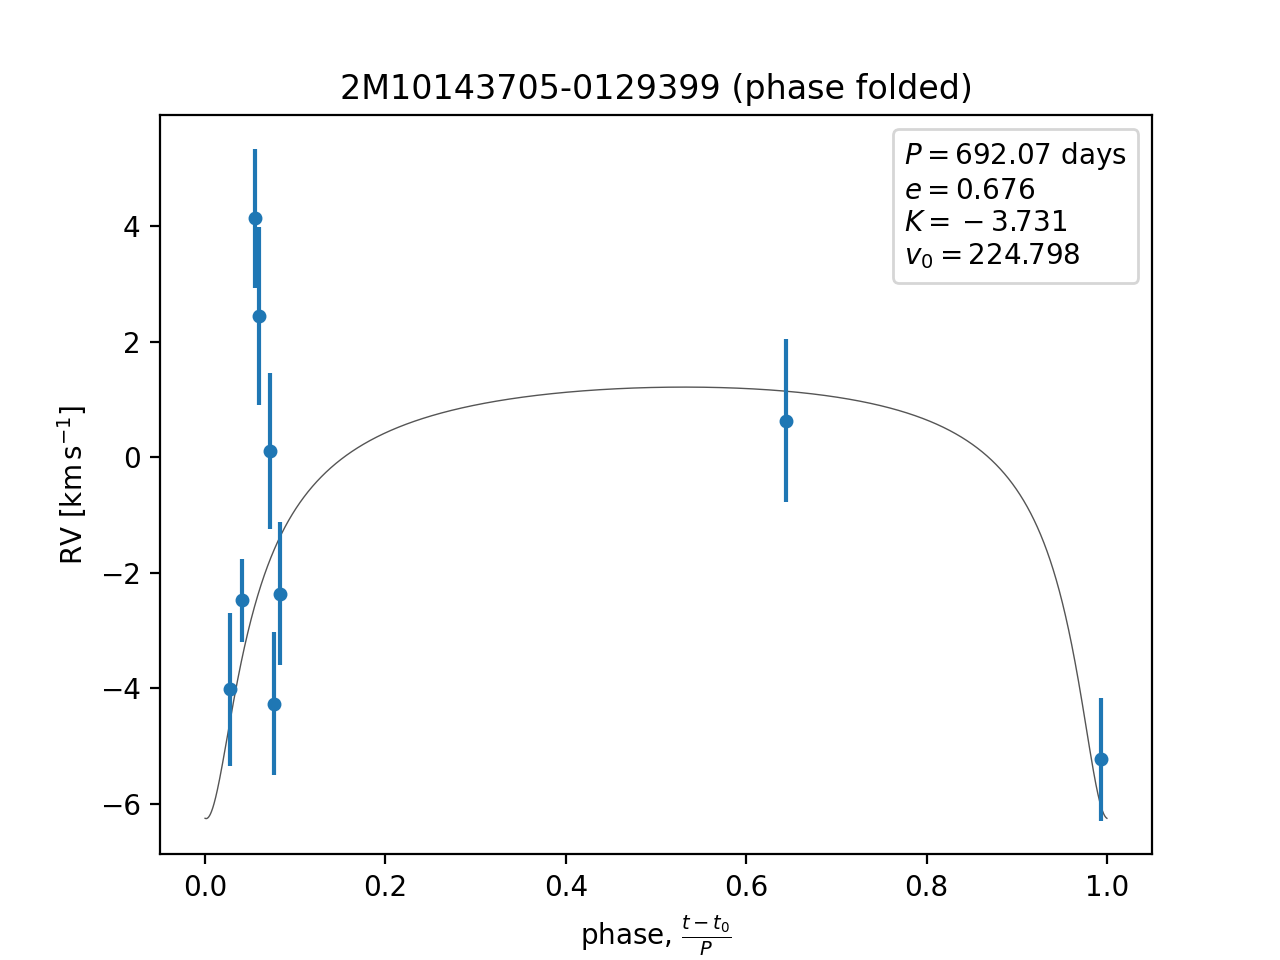 2M10143705-0129399 (phase folded)
P = 692.07 days
e = 0.676
K = −3.731
v₀ = 224.798
4
2
0
−2
−4
−6
RV [km s⁻¹]
0.0 0.2 0.4 0.6 0.8 1.0
phase, (t − t₀)/P